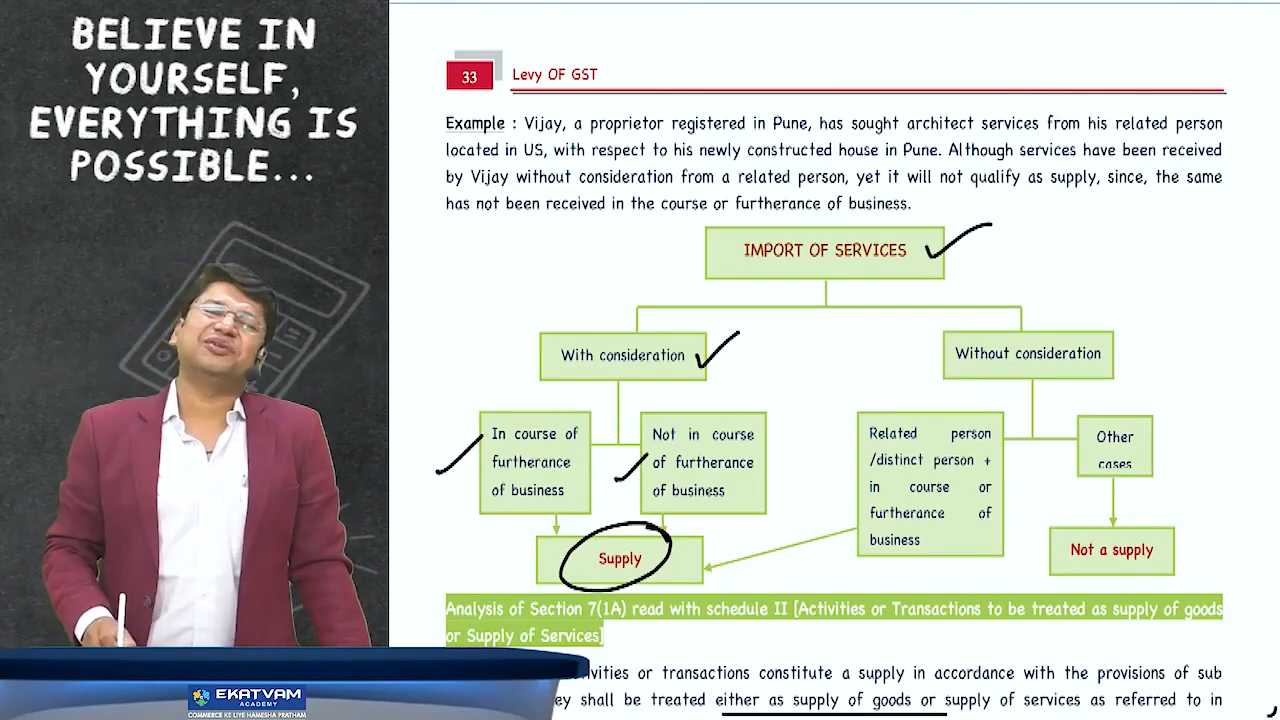 BELIEVE IN
YOURSELF,
EVERYTHING IS
POSSIBLE...
33
Levy OF GST
Example : Vijay, a proprietor registered in Pune, has sought architect services from his related person
located in US, with respect to his newly constructed house in Pune. Although services have been received
by Vijay without consideration from a related person, yet it will not qualify as supply, since, the same
has not been received in the course or furtherance of business.
IMPORT OF SERVICES
With consideration
Without consideration
In course of
furtherance
of business
Not in course
of furtherance
of business
Related person
/distinct person +
in course or
furtherance of
business
Other
cases
Supply
Not a supply
Analysis of Section 7(1A) read with schedule II [Activities or Transactions to be treated as supply of goods
or Supply of Services]
or transactions constitute a supply in accordance with the provisions of sub
shall be treated either as supply of goods or supply of services as referred to in
EKATVAM
ACADEMY
COMMERCE KE LIYE HAMESHA PRATHAM